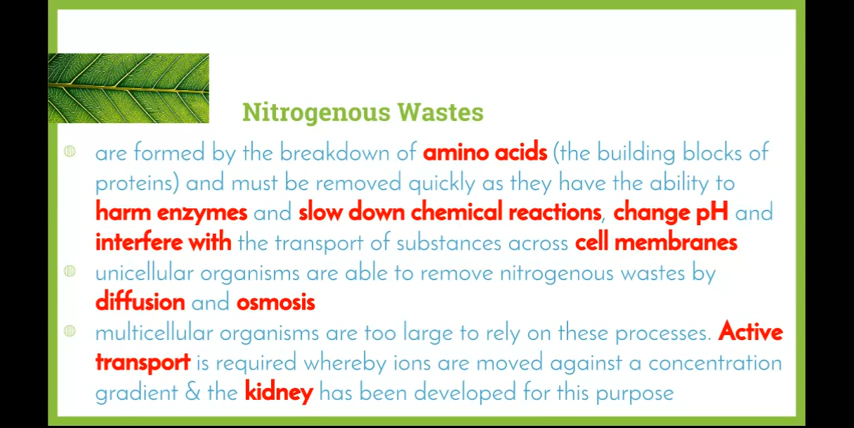 Nitrogenous Wastes
are formed by the breakdown of amino acids (the building blocks of
proteins) and must be removed quickly as they have the ability to
harm enzymes and slow down chemical reactions, change pH and
interfere with the transport of substances across cell membranes
unicellular organisms are able to remove nitrogenous wastes by
diffusion and osmosis
multicellular organisms are too large to rely on these processes. Active
transport is required whereby ions are moved against a concentration
gradient & the kidney has been developed for this purpose